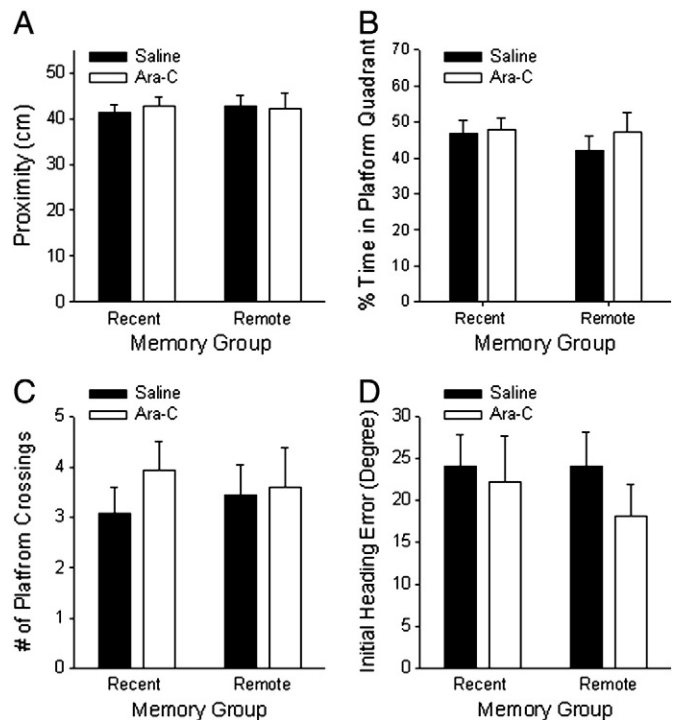 A
Saline
Ara-C
Proximity (cm)
60
50
40
30
20
10
0
Recent
Remote
Memory Group
B
Saline
Ara-C
% Time in Platform Quadrant
70
60
50
40
30
20
10
0
Recent
Remote
Memory Group
C
Saline
Ara-C
# of Platfrom Crossings
5
4
3
2
1
0
Recent
Remote
Memory Group
D
Saline
Ara-C
Initial Heading Error (Degree)
30
25
20
15
10
5
0
Recent
Remote
Memory Group